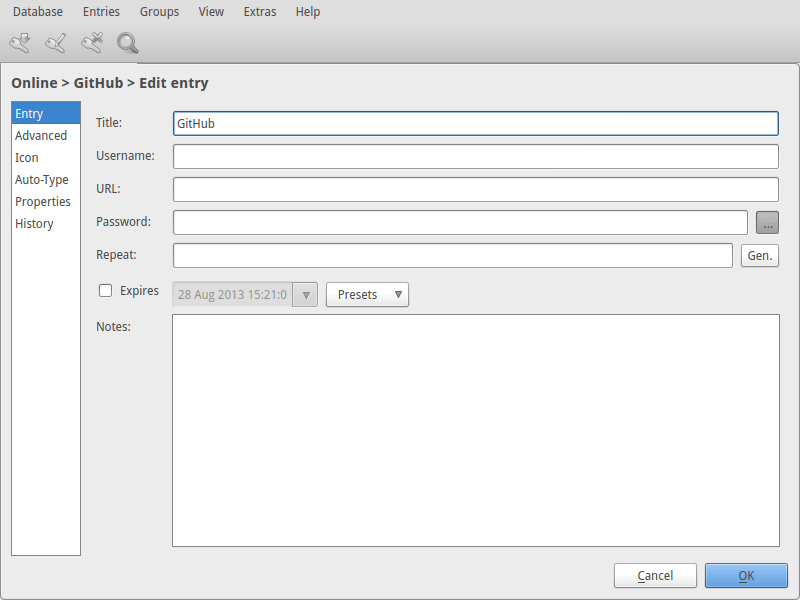 Database Entries Groups View Extras Help
Online > GitHub > Edit entry
Entry
Advanced
Icon
Auto-Type
Properties
History
Title: GitHub
Username:
URL:
Password: ...
Repeat: Gen.
Expires 28 Aug 2013 15:21:0 Presets
Notes:
Cancel OK